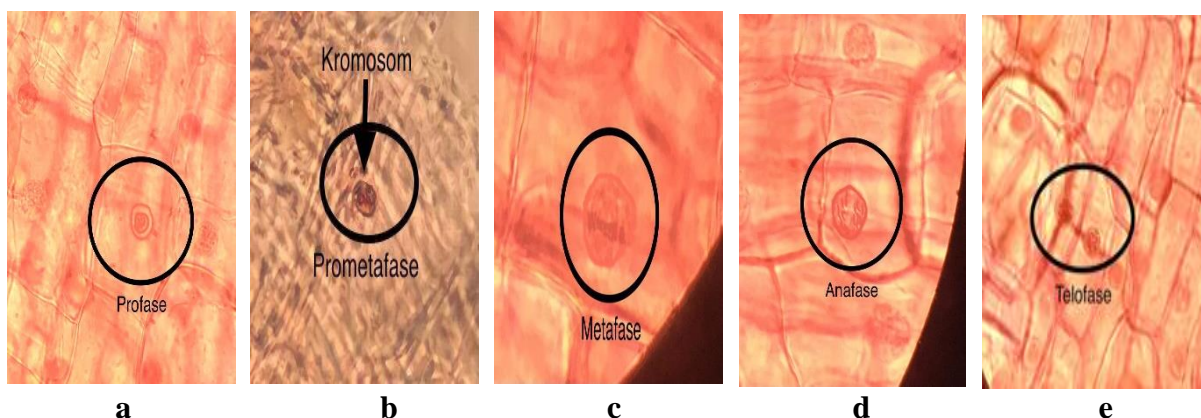 Kromosom
Profase
Prometafase
Metafase
Anafase
Telofase
a b c d e